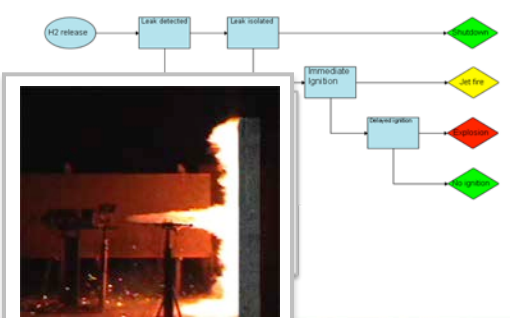 H2 release
Leak detected
Leak isolated
Shutdown
Immediate
Ignition
Jet fire
Delayed ignition
Explosion
No ignition